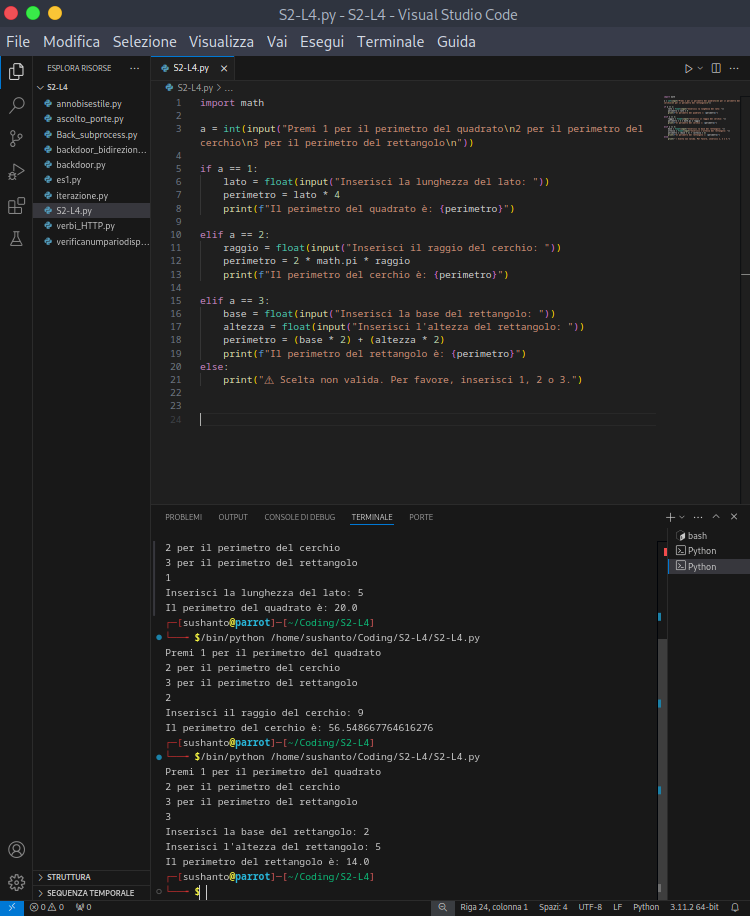 S2-L4.py - S2-L4 - Visual Studio Code
File Modifica Selezione Visualizza Vai Esegui Terminale Guida
ESPLORA RISORSE ···
S2-L4
annobisestile.py
ascolto_porte.py
Back_subprocess.py
backdoor_bidirezion...
backdoor.py
es1.py
iterazione.py
S2-L4.py
verbi_HTTP.py
verificanumpariodisp...
STRUTTURA
SEQUENZA TEMPORALE
S2-L4.py ×
S2-L4.py > ...
1 import math
2
3 a = int(input("Premi 1 per il perimetro del quadrato\n2 per il perimetro del
cerchio\n3 per il perimetro del rettangolo\n"))
4
5 if a == 1:
6 lato = float(input("Inserisci la lunghezza del lato: "))
7 perimetro = lato * 4
8 print(f"Il perimetro del quadrato è: {perimetro}")
9
10 elif a == 2:
11 raggio = float(input("Inserisci il raggio del cerchio: "))
12 perimetro = 2 * math.pi * raggio
13 print(f"Il perimetro del cerchio è: {perimetro}")
14
15 elif a == 3:
16 base = float(input("Inserisci la base del rettangolo: "))
17 altezza = float(input("Inserisci l'altezza del rettangolo: "))
18 perimetro = (base * 2) + (altezza * 2)
19 print(f"Il perimetro del rettangolo è: {perimetro}")
20 else:
21 print("⚠ Scelta non valida. Per favore, inserisci 1, 2 o 3.")
22
23
24
PROBLEMI OUTPUT CONSOLE DI DEBUG TERMINALE PORTE
2 per il perimetro del cerchio
3 per il perimetro del rettangolo
1
Inserisci la lunghezza del lato: 5
Il perimetro del quadrato è: 20.0
┌─[sushanto@parrot]─[~/Coding/S2-L4]
└──╼ $/bin/python /home/sushanto/Coding/S2-L4/S2-L4.py
Premi 1 per il perimetro del quadrato
2 per il perimetro del cerchio
3 per il perimetro del rettangolo
2
Inserisci il raggio del cerchio: 9
Il perimetro del cerchio è: 56.548667764616276
┌─[sushanto@parrot]─[~/Coding/S2-L4]
└──╼ $/bin/python /home/sushanto/Coding/S2-L4/S2-L4.py
Premi 1 per il perimetro del quadrato
2 per il perimetro del cerchio
3 per il perimetro del rettangolo
3
Inserisci la base del rettangolo: 2
Inserisci l'altezza del rettangolo: 5
Il perimetro del rettangolo è: 14.0
┌─[sushanto@parrot]─[~/Coding/S2-L4]
└──╼ $
bash
Python
Python
0 0 0 Riga 24, colonna 1 Spazi: 4 UTF-8 LF Python 3.11.2 64-bit